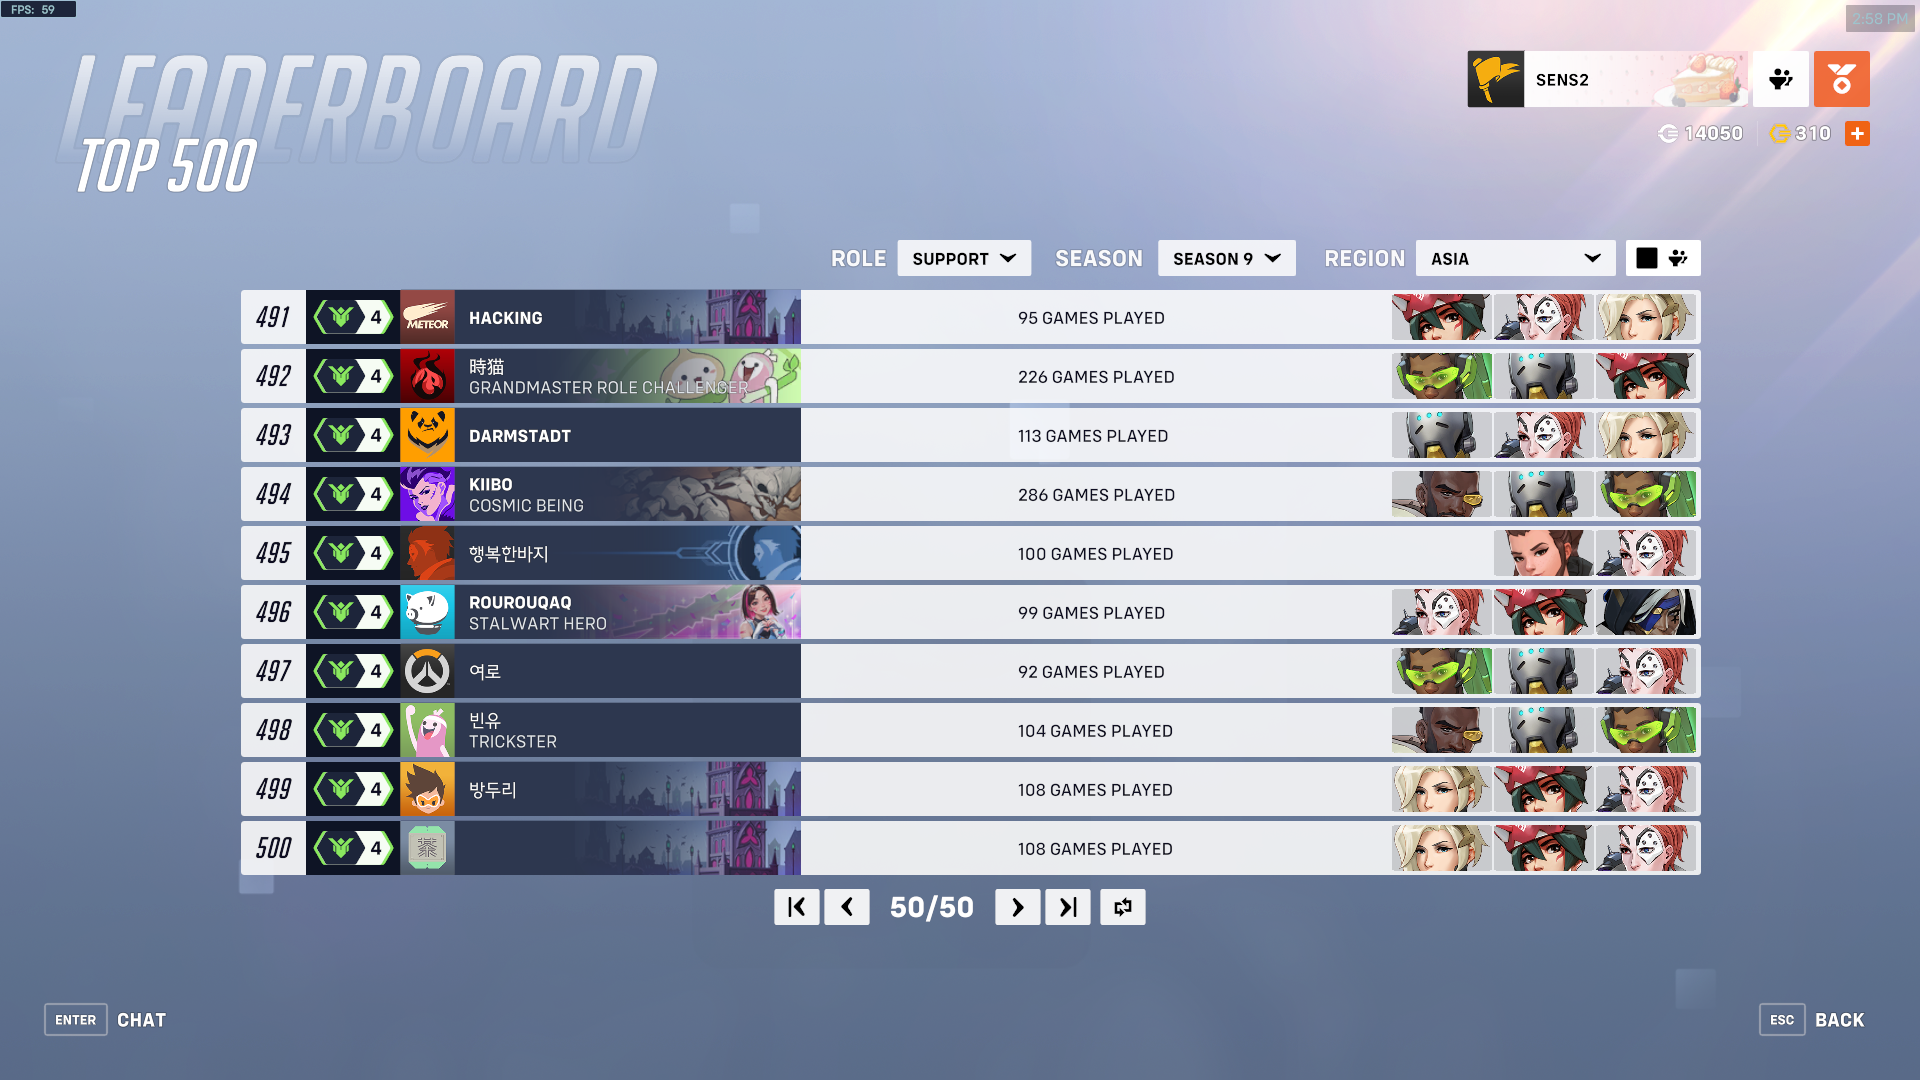 FPS: 59
2:58 PM
LEADERBOARD
TOP 500
SENS2
14050
310
ROLE
SUPPORT
SEASON
SEASON 9
REGION
ASIA
491 4 METEOR HACKING 95 GAMES PLAYED
492 4 時猫 226 GAMES PLAYED
GRANDMASTER ROLE CHALLENGER
493 4 DARMSTADT 113 GAMES PLAYED
494 4 KIIBO 286 GAMES PLAYED
COSMIC BEING
495 4 행복한바지 100 GAMES PLAYED
496 4 ROUROUQAQ 99 GAMES PLAYED
STALWART HERO
497 4 여로 92 GAMES PLAYED
498 4 빈유 104 GAMES PLAYED
TRICKSTER
499 4 방두리 108 GAMES PLAYED
500 4 108 GAMES PLAYED
50/50
ENTER CHAT
ESC BACK